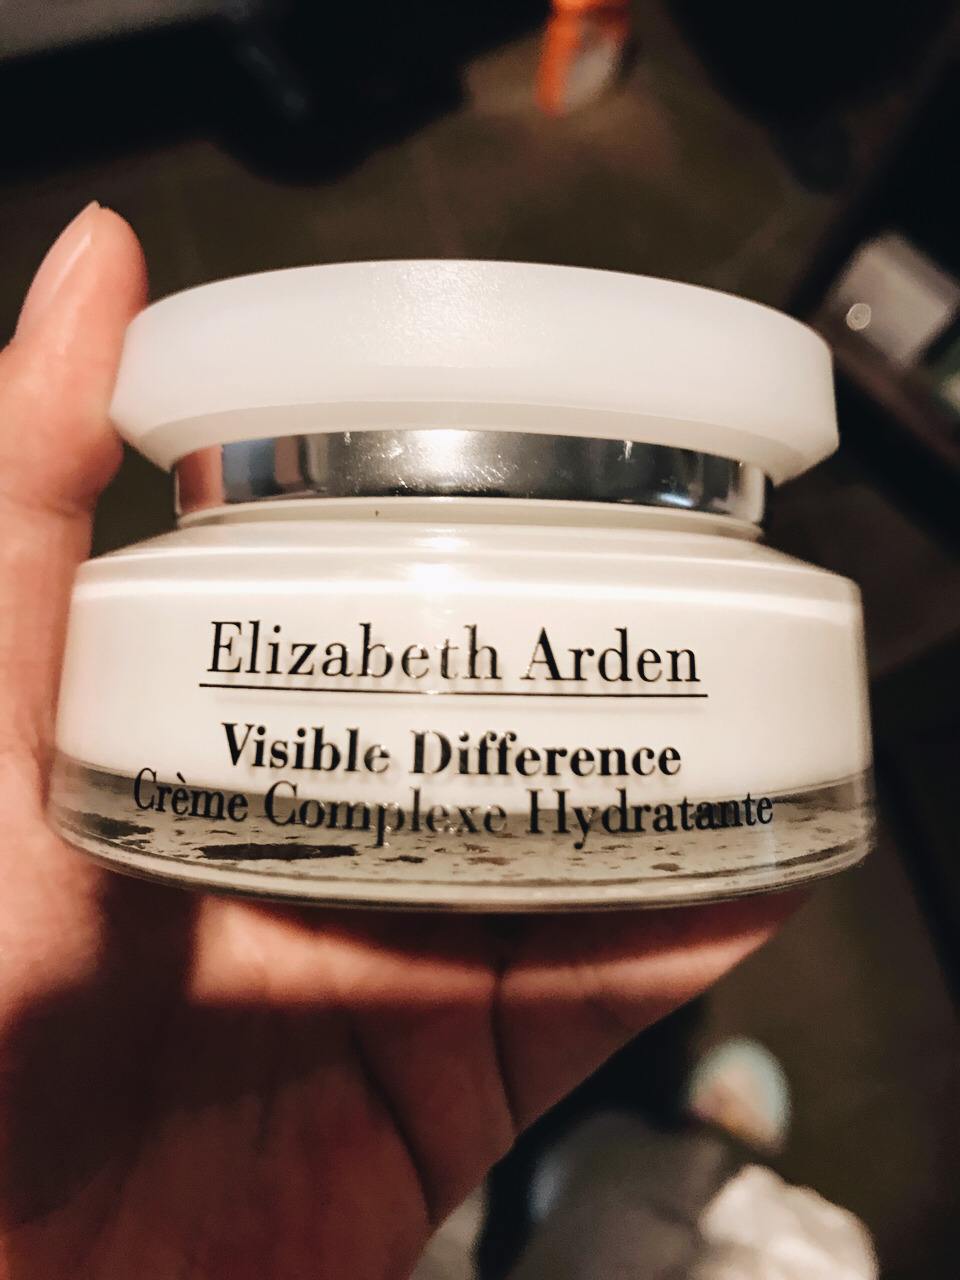 Elizabeth Arden
Visible Difference
Crème Complexe Hydratante